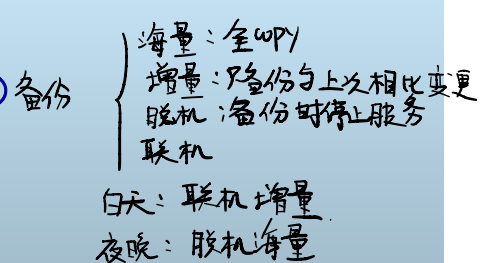 备份
海量：全copy
增量：只备份与上次相比变更
脱机：备份时停止服务
联机
白天：联机增量
夜晚：脱机海量